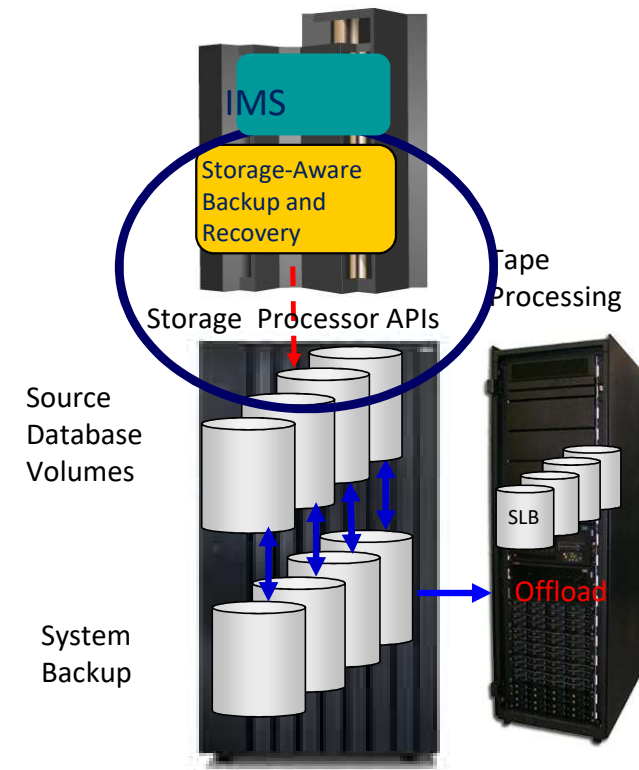 IMS
Storage-Aware
Backup and
Recovery
Tape
Processing
Storage Processor APIs
Source
Database
Volumes
SLB
Offload
System
Backup